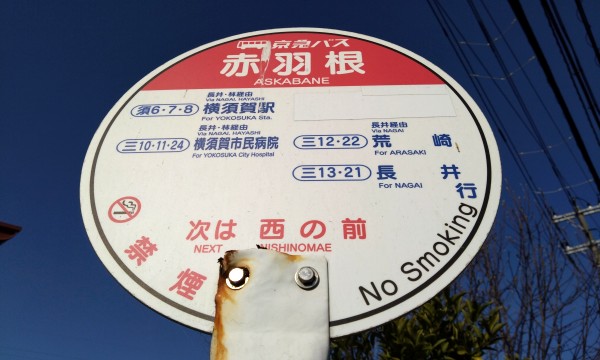 京急バス
赤羽根
ASKABANE
長井・林経由
Via NAGAI, HAYASHI
須6・7・8 横須賀駅
For YOKOSUKA Sta.
長井・林経由
Via NAGAI, HAYASHI
三10・11・24 横須賀市民病院
For YOKOSUKA City Hospital
長井経由
Via NAGAI
三12・22 荒崎
For ARASAKI
三13・21 長井
For NAGAI
行
次は 西の前
NEXT NISHINOMAE
禁煙
No Smoking